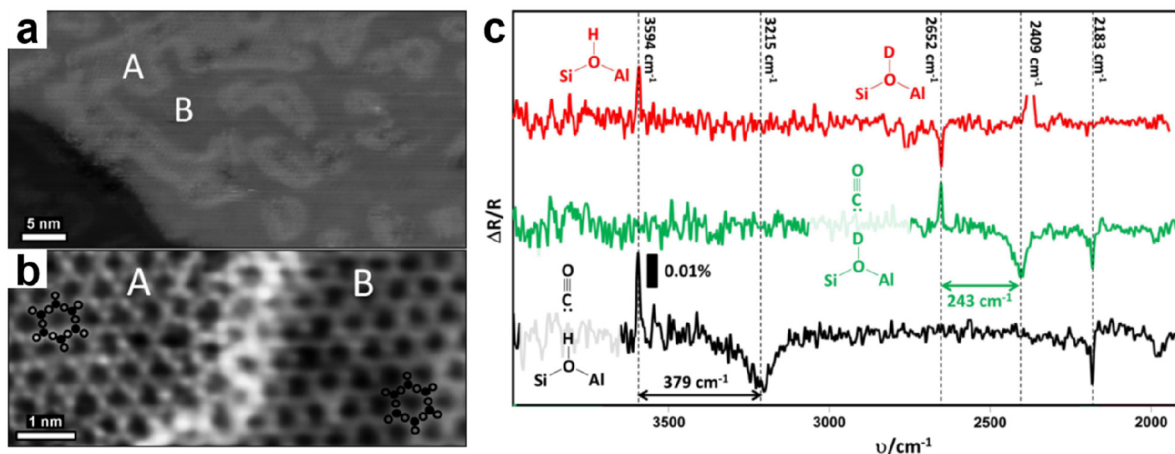 a
A
B
5 nm
b
A
B
1 nm
c
3594 cm⁻¹
3215 cm⁻¹
2652 cm⁻¹
2409 cm⁻¹
2183 cm⁻¹
H
O
Si Al
D
O
Si Al
O
C
D
O
Si Al
243 cm⁻¹
0.01%
O
C
H
O
Si Al
379 cm⁻¹
ΔR/R
3500 3000 2500 2000
υ/cm⁻¹